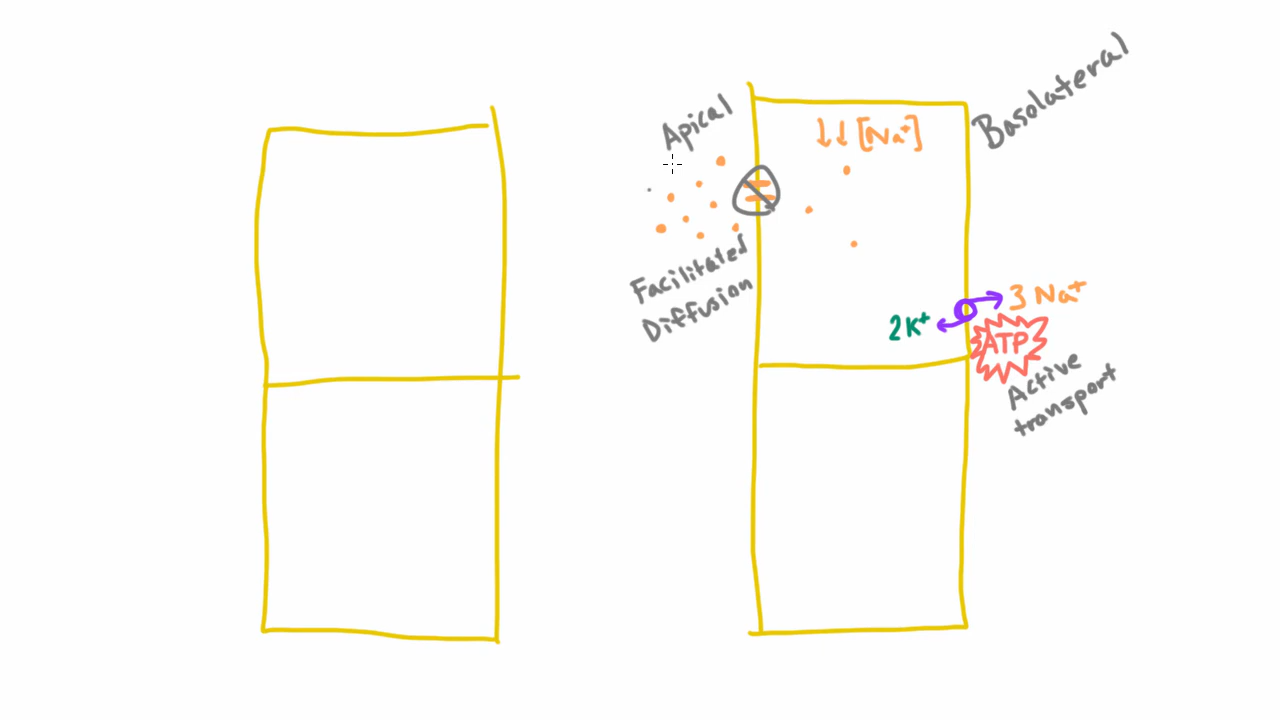 Apical
Basolateral
↓↓ [Na⁺]
Facilitated
Diffusion
3 Na⁺
2K⁺
ATP
Active
transport